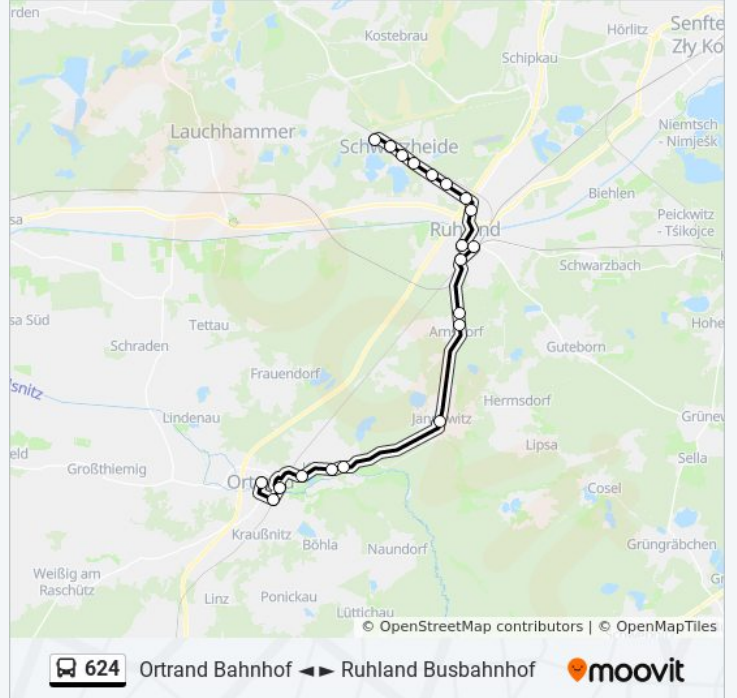 rden
Kostebrau
Hörlitz
Senfte
Zły Ko
Schipkau
Lauchhammer
Niemtsch
- Nimješk
Biehlen
sa
Peickwitz
- Tšikojce
Schwarzbach
sa Süd
Tettau
Hohe
Schraden
Guteborn
Frauendorf
snitz
Hermsdorf
Lindenau
Grünew
Lipsa
eld
Großthiemig
Sella
Cosel
Kraußnitz
Böhla
Naundorf
Grüngräbchen
Weißig am
Raschütz
Gr
Linz
Ponickau
Lüttichau
© OpenStreetMap contributors | © OpenMapTiles
624 Ortrand Bahnhof ◄ ► Ruhland Busbahnhof moovit